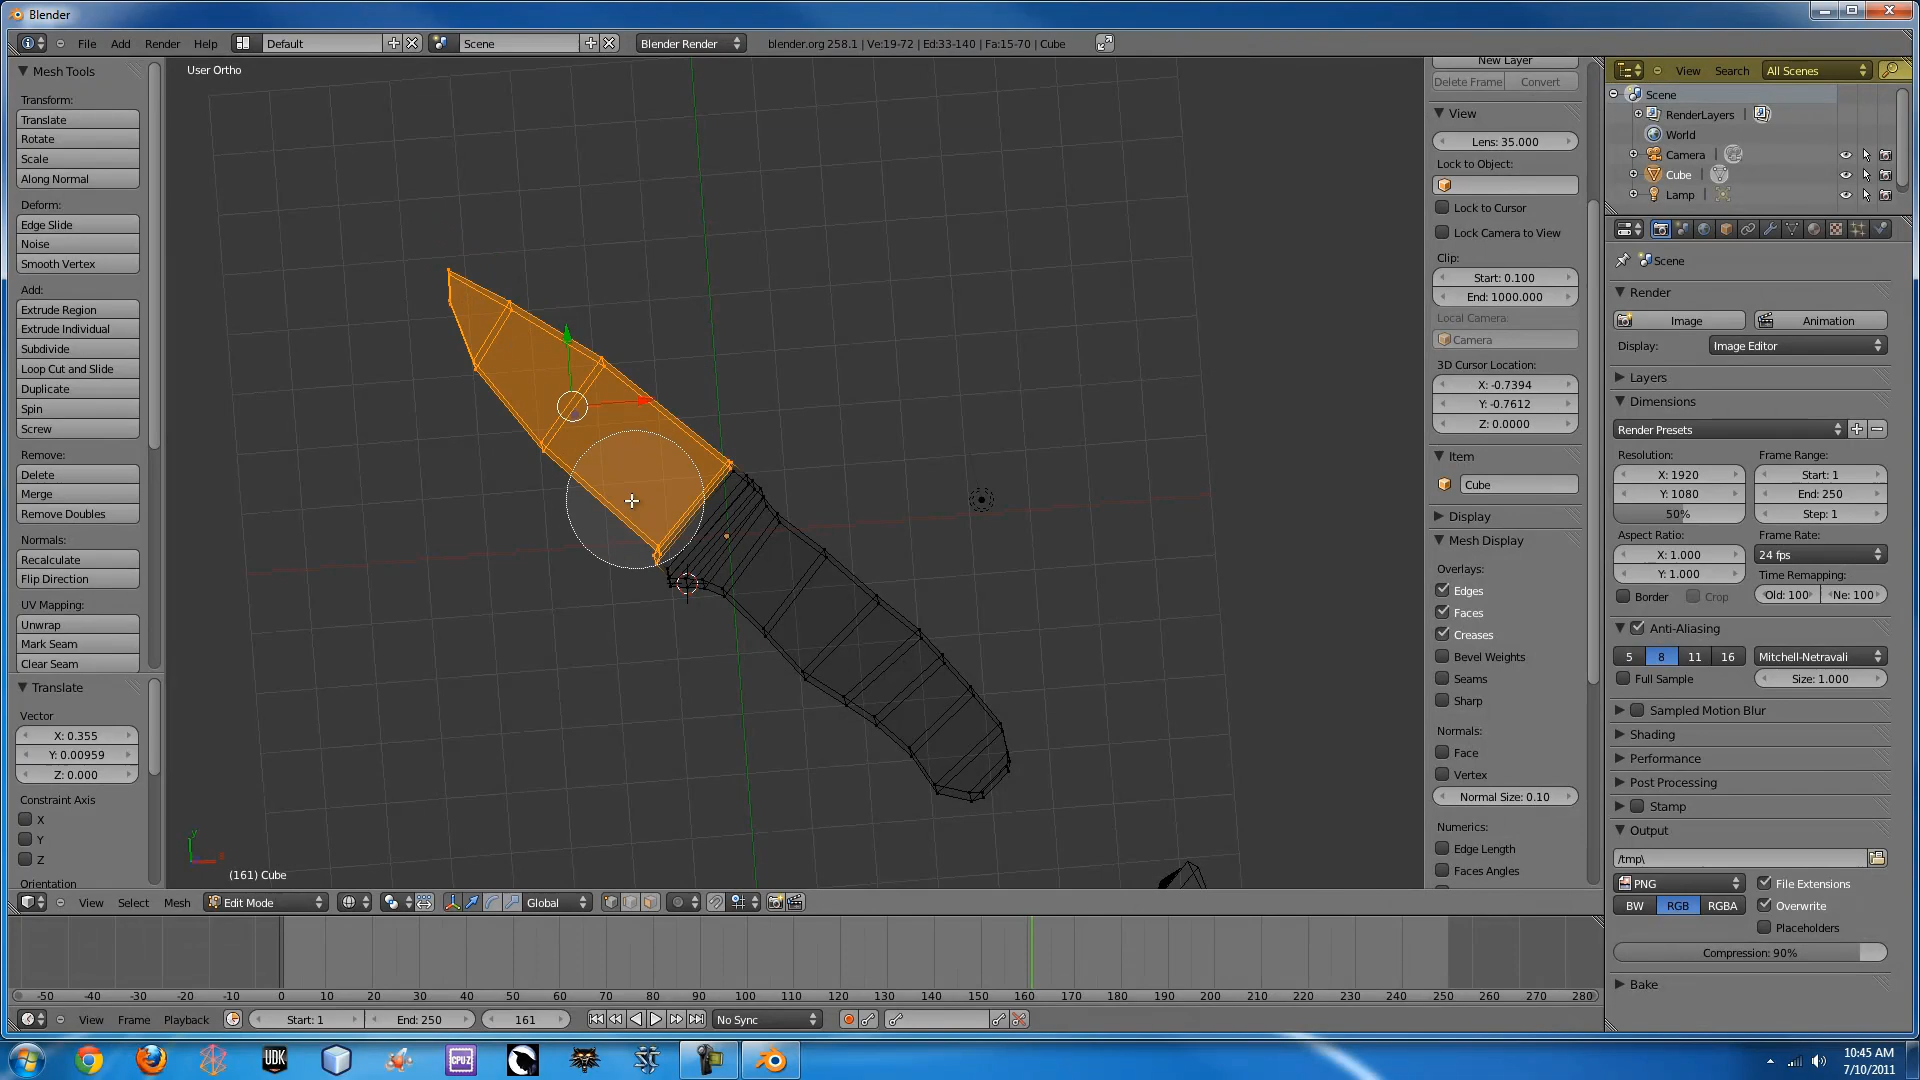 Blender
File Add Render Help Default Scene Blender Render blender.org 258.1 | Ve:19-72 | Ed:33-140 | Fa:15-70 | Cube
Mesh Tools
Transform:
Translate
Rotate
Scale
Along Normal
Deform:
Edge Slide
Noise
Smooth Vertex
Add:
Extrude Region
Extrude Individual
Subdivide
Loop Cut and Slide
Duplicate
Spin
Screw
Remove:
Delete
Merge
Remove Doubles
Normals:
Recalculate
Flip Direction
UV Mapping:
Unwrap
Mark Seam
Clear Seam
Translate
Vector
X: 0.355
Y: 0.00959
Z: 0.000
Constraint Axis
X
Y
Z
Orientation
User Ortho
(161) Cube
New Layer
Delete Frame Convert
View
Lens: 35.000
Lock to Object:
Lock to Cursor
Lock Camera to View
Clip:
Start: 0.100
End: 1000.000
Local Camera:
Camera
3D Cursor Location:
X: -0.7394
Y: -0.7612
Z: 0.0000
Item
Cube
Display
Mesh Display
Overlays:
Edges
Faces
Creases
Bevel Weights
Seams
Sharp
Normals:
Face
Vertex
Normal Size: 0.10
Numerics:
Edge Length
Faces Angles
View Search All Scenes
Scene
RenderLayers
World
Camera
Cube
Lamp
Scene
Render
Image Animation
Display: Image Editor
Layers
Dimensions
Render Presets
Resolution: Frame Range:
X: 1920 Start: 1
Y: 1080 End: 250
50% Step: 1
Aspect Ratio: Frame Rate:
X: 1.000 24 fps
Y: 1.000 Time Remapping:
Border Crop Old: 100 Ne: 100
Anti-Aliasing
5 8 11 16 Mitchell-Netravali
Full Sample Size: 1.000
Sampled Motion Blur
Shading
Performance
Post Processing
Stamp
Output
/tmp\
PNG File Extensions
BW RGB RGBA Overwrite
Placeholders
Compression: 90%
Bake
View Select Mesh Edit Mode Global
-50 -40 -30 -20 -10 0 10 20 30 40 50 60 70 80 90 100 110 120 130 140 150 160 170 180 190 200 210 220 230 240 250 260 270 280
View Frame Playback Start: 1 End: 250 161 No Sync
UDK CPU-Z
10:45 AM
7/10/2011